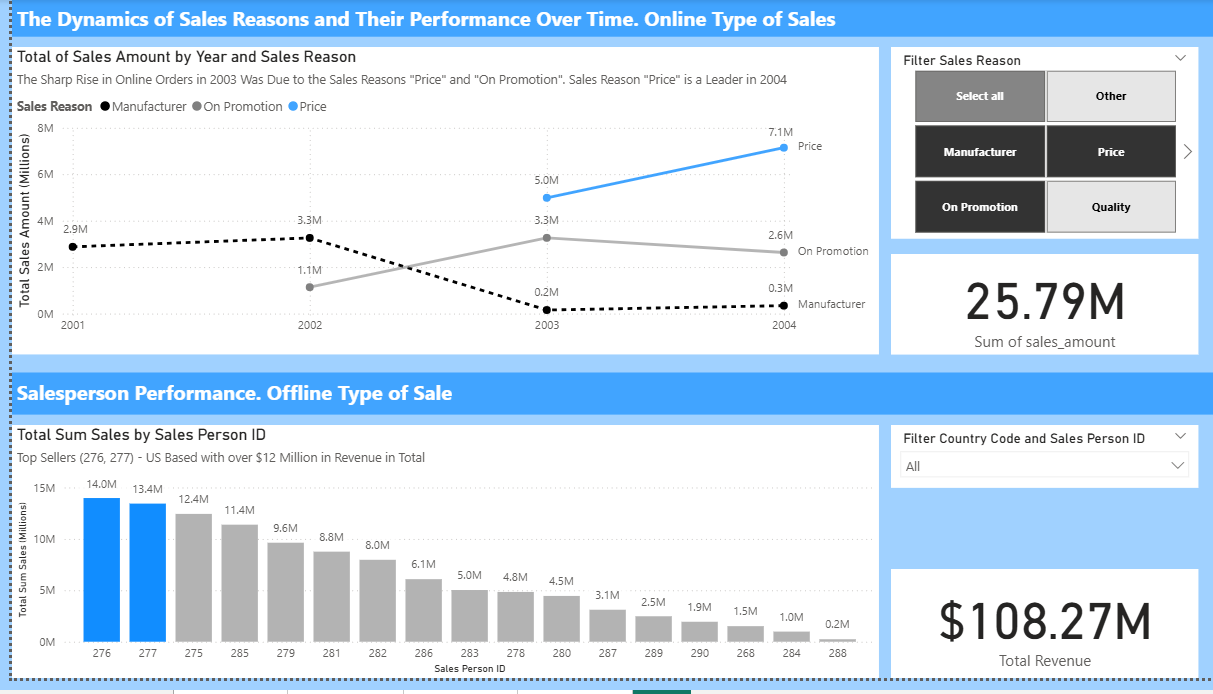 The Dynamics of Sales Reasons and Their Performance Over Time. Online Type of Sales
Total of Sales Amount by Year and Sales Reason
The Sharp Rise in Online Orders in 2003 Was Due to the Sales Reasons "Price" and "On Promotion". Sales Reason "Price" is a Leader in 2004
Sales Reason Manufacturer On Promotion Price
Total Sales Amount (Millions)
8M
6M
4M
2M
0M
2.9M
3.3M
1.1M
5.0M
3.3M
0.2M
7.1M
Price
2.6M
On Promotion
0.3M
Manufacturer
2001 2002 2003 2004
Filter Sales Reason
Select all Other
Manufacturer Price
On Promotion Quality
25.79M
Sum of sales_amount
Salesperson Performance. Offline Type of Sale
Total Sum Sales by Sales Person ID
Top Sellers (276, 277) - US Based with over $12 Million in Revenue in Total
Total Sum Sales (Millions)
15M
10M
5M
0M
14.0M 13.4M 12.4M 11.4M 9.6M 8.8M 8.0M 6.1M 5.0M 4.8M 4.5M 3.1M 2.5M 1.9M 1.5M 1.0M 0.2M
276 277 275 285 279 281 282 286 283 278 280 287 289 290 268 284 288
Sales Person ID
Filter Country Code and Sales Person ID
All
$108.27M
Total Revenue